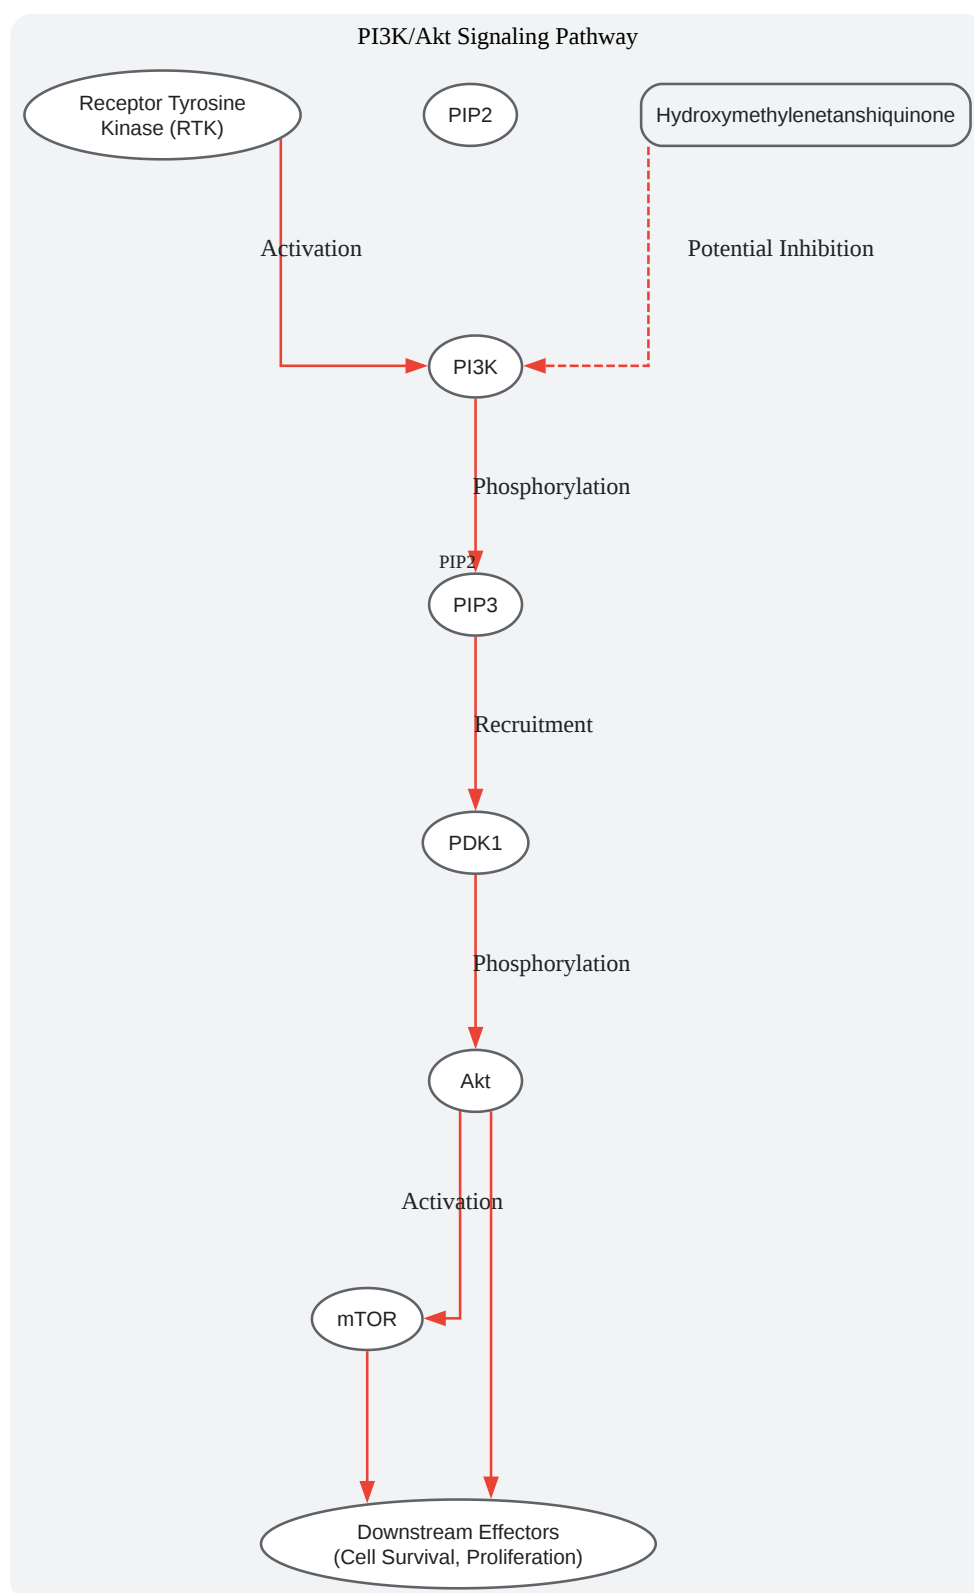 PI3K/Akt Signaling Pathway
Receptor Tyrosine
Kinase (RTK)
PIP2
Hydroxymethylenetanshiquinone
Activation
Potential Inhibition
PI3K
Phosphorylation
PIP2
PIP3
Recruitment
PDK1
Phosphorylation
Akt
Activation
mTOR
Downstream Effectors
(Cell Survival, Proliferation)